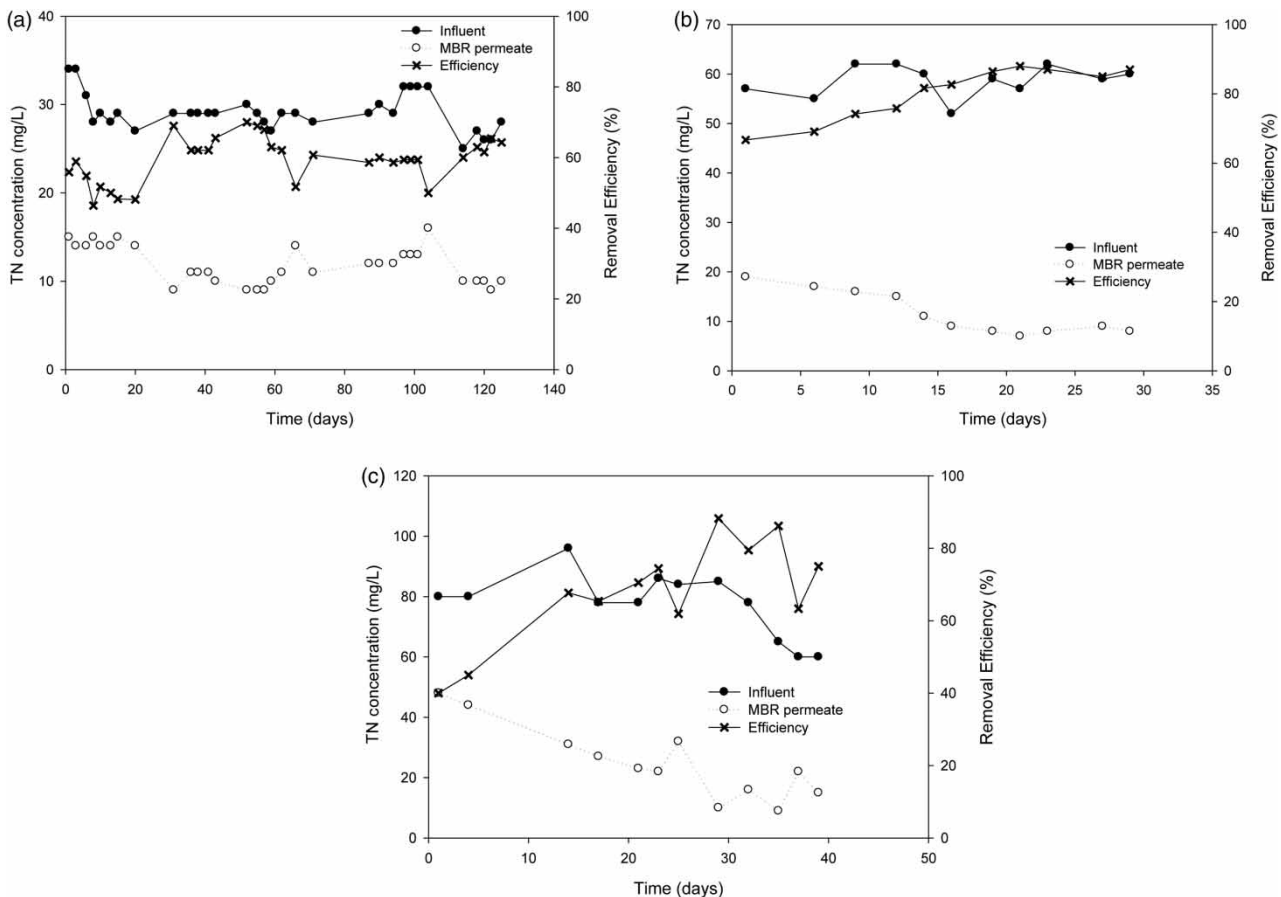 (a)
40
30
20
10
0
TN concentration (mg/L)
100
80
60
40
20
0
Removal Efficiency (%)
Influent
MBR permeate
Efficiency
0 20 40 60 80 100 120 140
Time (days)
(b)
70
60
50
40
30
20
10
0
TN concentration (mg/L)
100
80
60
40
20
0
Removal Efficiency (%)
Influent
MBR permeate
Efficiency
0 5 10 15 20 25 30 35
Time (days)
(c)
120
100
80
60
40
20
0
TN concentration (mg/L)
100
80
60
40
20
0
Removal Efficiency (%)
Influent
MBR permeate
Efficiency
0 10 20 30 40 50
Time (days)